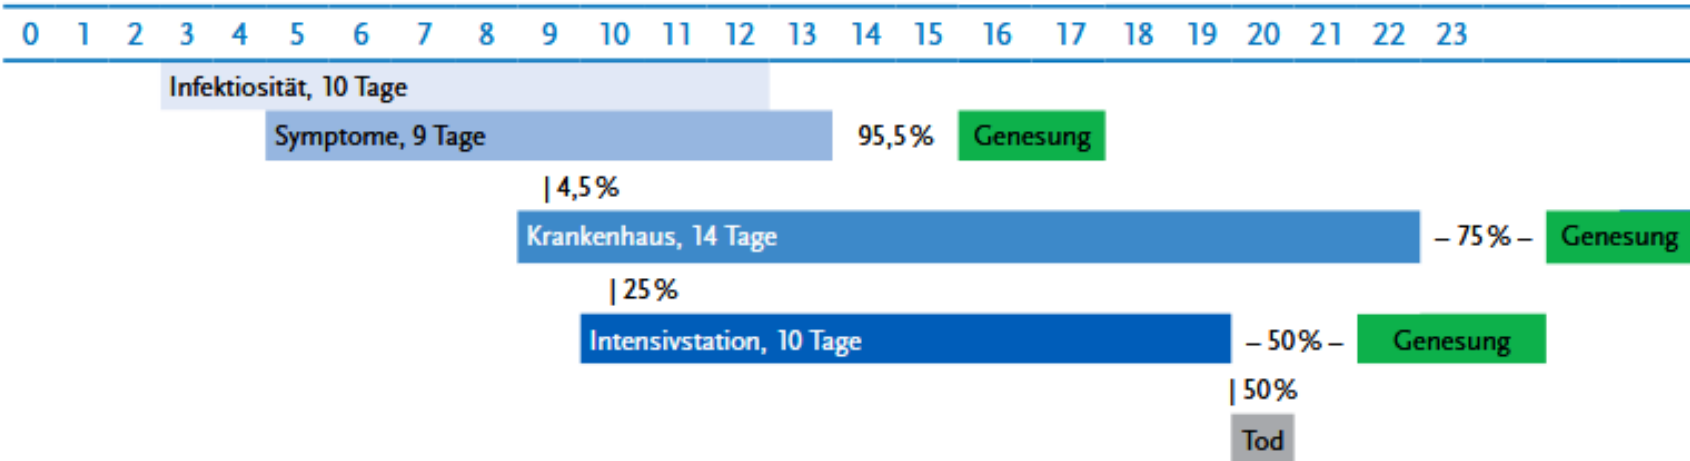 0 1 2 3 4 5 6 7 8 9 10 11 12 13 14 15 16 17 18 19 20 21 22 23
Infektiosität, 10 Tage
Symptome, 9 Tage 95,5 % Genesung
| 4,5 %
Krankenhaus, 14 Tage – 75 % – Genesung
| 25 %
Intensivstation, 10 Tage – 50 % – Genesung
| 50 %
Tod